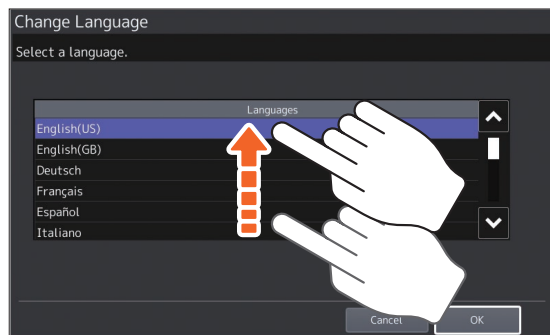 Change Language
Select a language.
Languages
English(US)
English(GB)
Deutsch
Français
Español
Italiano
Cancel
OK